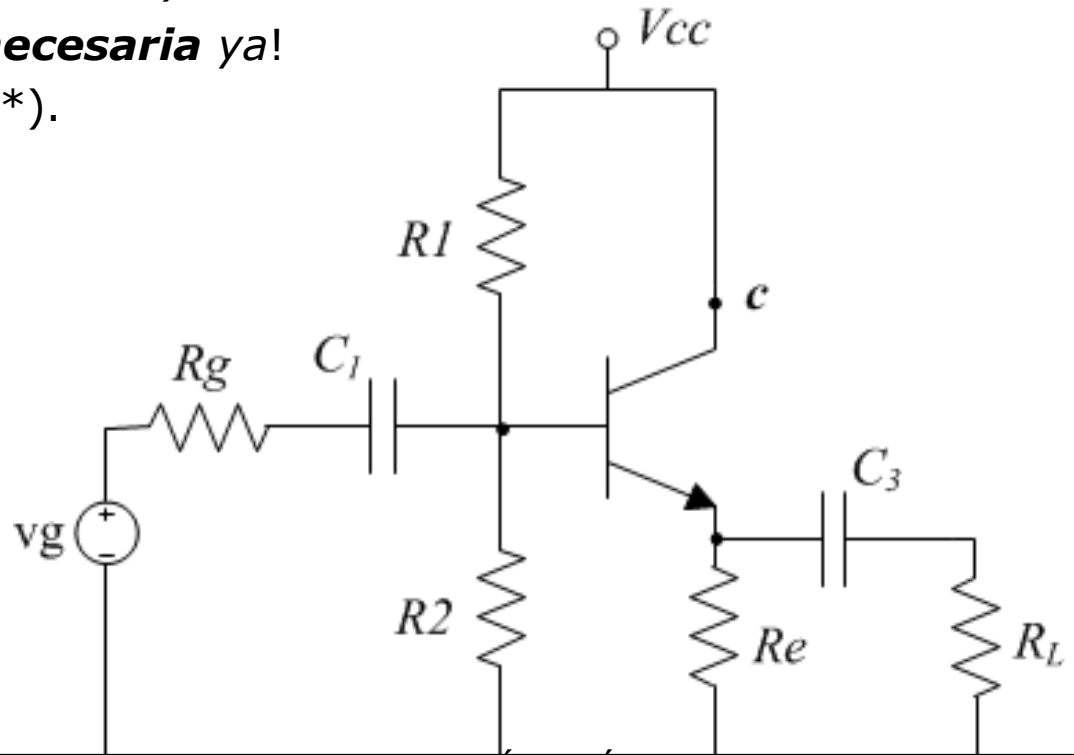 necesaria ya!
*).
Vcc
R1
c
Rg
C1
C3
vg
+
−
R2
Re
RL